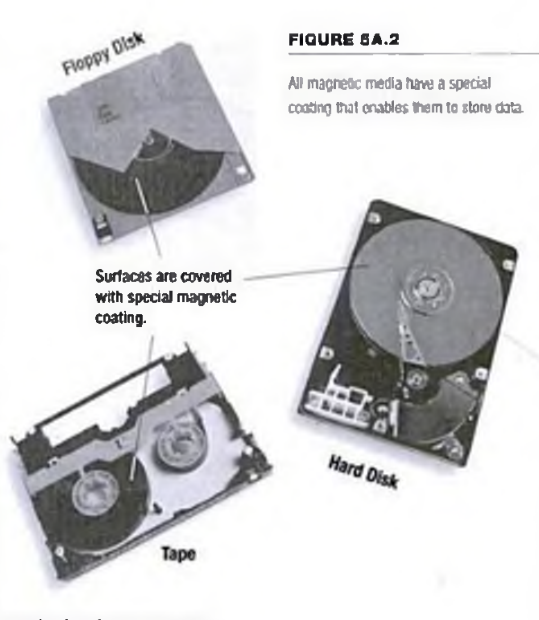 Floppy Disk
FIGURE 6A.2
All magnetic media have a special
coating that enables them to store data.
Surfaces are covered
with special magnetic
coating.
Hard Disk
Tape